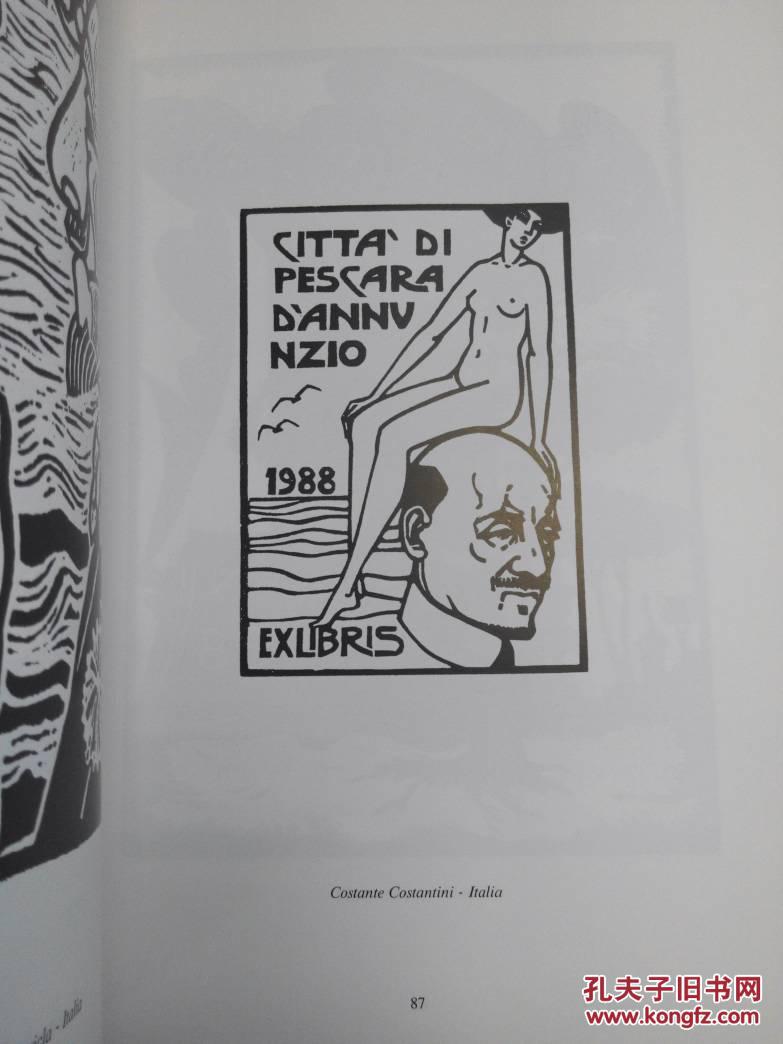 CITTA' DI
PESCARA
D'ANNU
NZIO
1988
EXLIBRIS
Costante Costantini - Italia
87
- Italia
孔夫子旧书网
www.kongfz.com